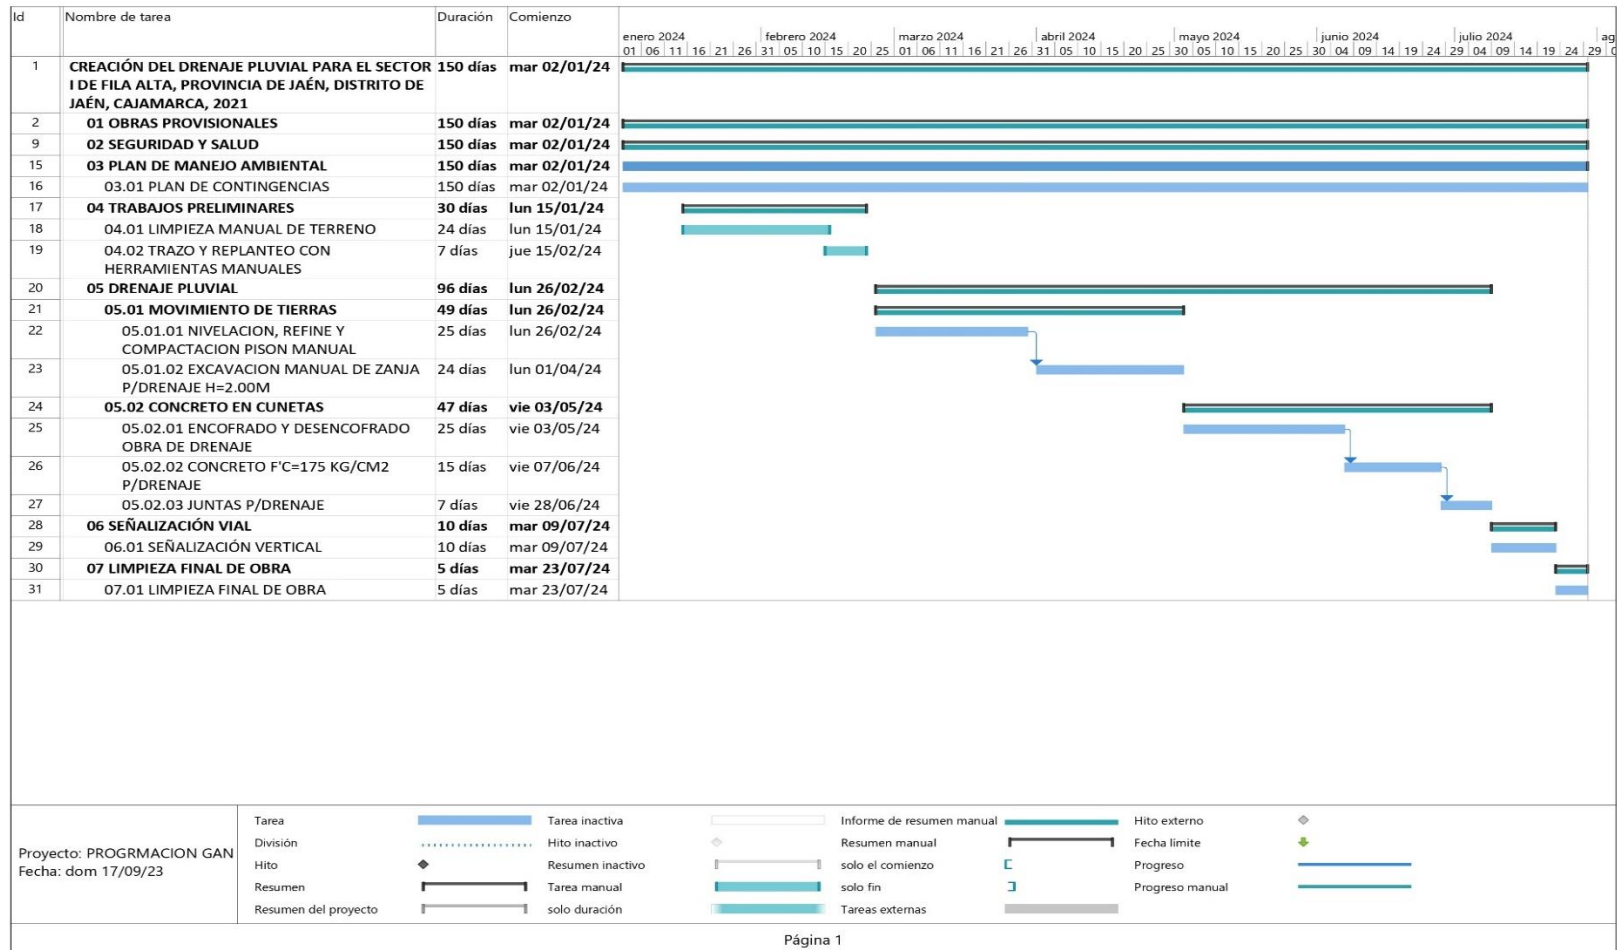 Id Nombre de tarea Duración Comienzo
enero 2024 febrero 2024 marzo 2024 abril 2024 mayo 2024 junio 2024 julio 2024 ag
01 06 11 16 21 26 31 05 10 15 20 25 01 06 11 16 21 26 31 05 10 15 20 25 30 05 10 15 20 25 30 04 09 14 19 24 29 04 09 14 19 24 29 0
1 CREACIÓN DEL DRENAJE PLUVIAL PARA EL SECTOR 150 días mar 02/01/24
I DE FILA ALTA, PROVINCIA DE JAÉN, DISTRITO DE
JAÉN, CAJAMARCA, 2021
2 01 OBRAS PROVISIONALES 150 días mar 02/01/24
9 02 SEGURIDAD Y SALUD 150 días mar 02/01/24
15 03 PLAN DE MANEJO AMBIENTAL 150 días mar 02/01/24
16 03.01 PLAN DE CONTINGENCIAS 150 días mar 02/01/24
17 04 TRABAJOS PRELIMINARES 30 días lun 15/01/24
18 04.01 LIMPIEZA MANUAL DE TERRENO 24 días lun 15/01/24
19 04.02 TRAZO Y REPLANTEO CON 7 días jue 15/02/24
HERRAMIENTAS MANUALES
20 05 DRENAJE PLUVIAL 96 días lun 26/02/24
21 05.01 MOVIMIENTO DE TIERRAS 49 días lun 26/02/24
22 05.01.01 NIVELACION, REFINE Y 25 días lun 26/02/24
COMPACTACION PISON MANUAL
23 05.01.02 EXCAVACION MANUAL DE ZANJA 24 días lun 01/04/24
P/DRENAJE H=2.00M
24 05.02 CONCRETO EN CUNETAS 47 días vie 03/05/24
25 05.02.01 ENCOFRADO Y DESENCOFRADO 25 días vie 03/05/24
OBRA DE DRENAJE
26 05.02.02 CONCRETO F'C=175 KG/CM2 15 días vie 07/06/24
P/DRENAJE
27 05.02.03 JUNTAS P/DRENAJE 7 días vie 28/06/24
28 06 SEÑALIZACIÓN VIAL 10 días mar 09/07/24
29 06.01 SEÑALIZACIÓN VERTICAL 10 días mar 09/07/24
30 07 LIMPIEZA FINAL DE OBRA 5 días mar 23/07/24
31 07.01 LIMPIEZA FINAL DE OBRA 5 días mar 23/07/24
Proyecto: PROGRMACION GAN
Fecha: dom 17/09/23
Tarea Tarea inactiva Informe de resumen manual Hito externo
División Hito inactivo Resumen manual Fecha límite
Hito Resumen inactivo solo el comienzo Progreso
Resumen Tarea manual solo fin Progreso manual
Resumen del proyecto solo duración Tareas externas
Página 1